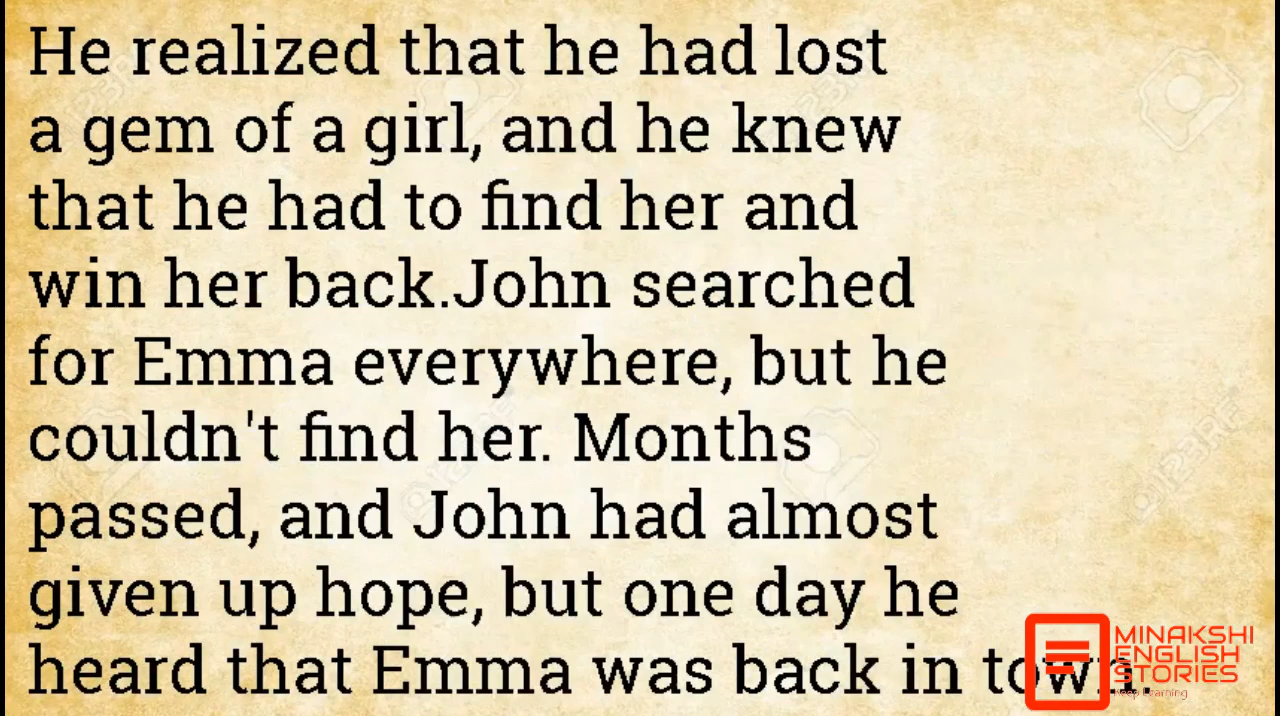 He realized that he had lost
a gem of a girl, and he knew
that he had to find her and
win her back.John searched
for Emma everywhere, but he
couldn't find her. Months
passed, and John had almost
given up hope, but one day he
heard that Emma was back in town.
MINAKSHI
ENGLISH
STORIES
Keep Learning
123RF